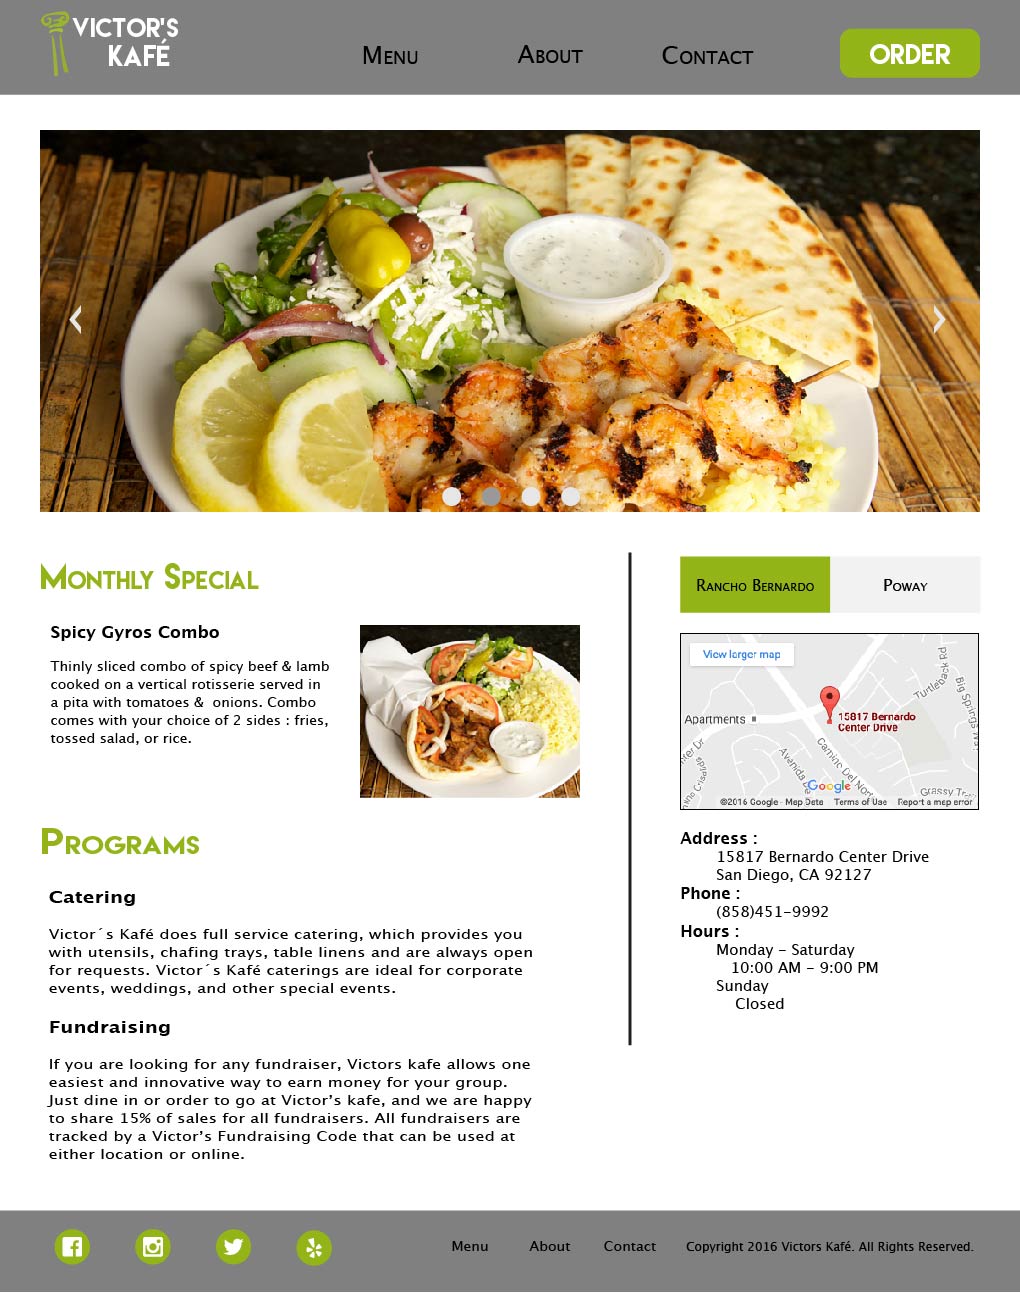 VICTOR'S
KAFÉ
Menu
About
Contact
ORDER
Monthly Special
Spicy Gyros Combo
Thinly sliced combo of spicy beef & lamb
cooked on a vertical rotisserie served in
a pita with tomatoes & onions. Combo
comes with your choice of 2 sides : fries,
tossed salad, or rice.
Programs
Catering
Victor´s Kafé does full service catering, which provides you
with utensils, chafing trays, table linens and are always open
for requests. Victor´s Kafé caterings are ideal for corporate
events, weddings, and other special events.
Fundraising
If you are looking for any fundraiser, Victors kafe allows one
easiest and innovative way to earn money for your group.
Just dine in or order to go at Victor’s kafe, and we are happy
to share 15% of sales for all fundraisers. All fundraisers are
tracked by a Victor’s Fundraising Code that can be used at
either location or online.
Rancho Bernardo
Poway
View larger map
Rd
Turtleback
Big Springs
Apartments
15817 Bernardo
Center Drive
Dr
Avenida
Camino Del Nort
Google
Grassy Tr
©2016 Google - Map Data
Terms of Use
Report a map error
Address :
15817 Bernardo Center Drive
San Diego, CA 92127
Phone :
(858)451-9992
Hours :
Monday - Saturday
10:00 AM - 9:00 PM
Sunday
Closed
Menu
About
Contact
Copyright 2016 Victors Kafé. All Rights Reserved.